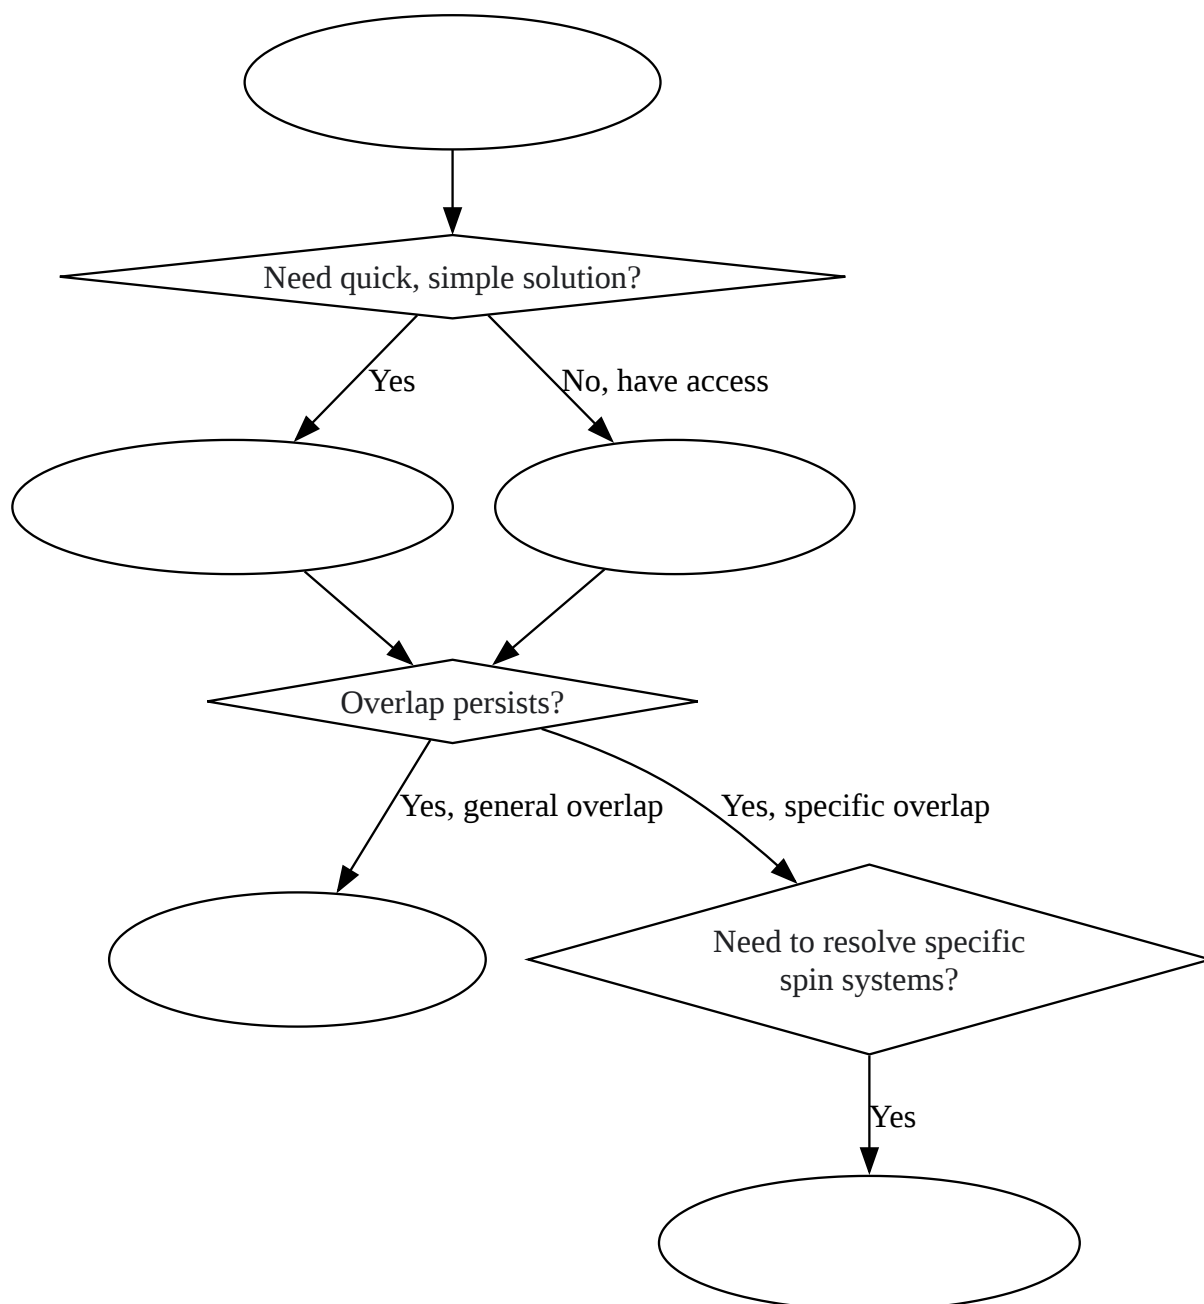 Need quick, simple solution?
Yes
No, have access
Overlap persists?
Yes, general overlap
Yes, specific overlap
Need to resolve specific
spin systems?
Yes